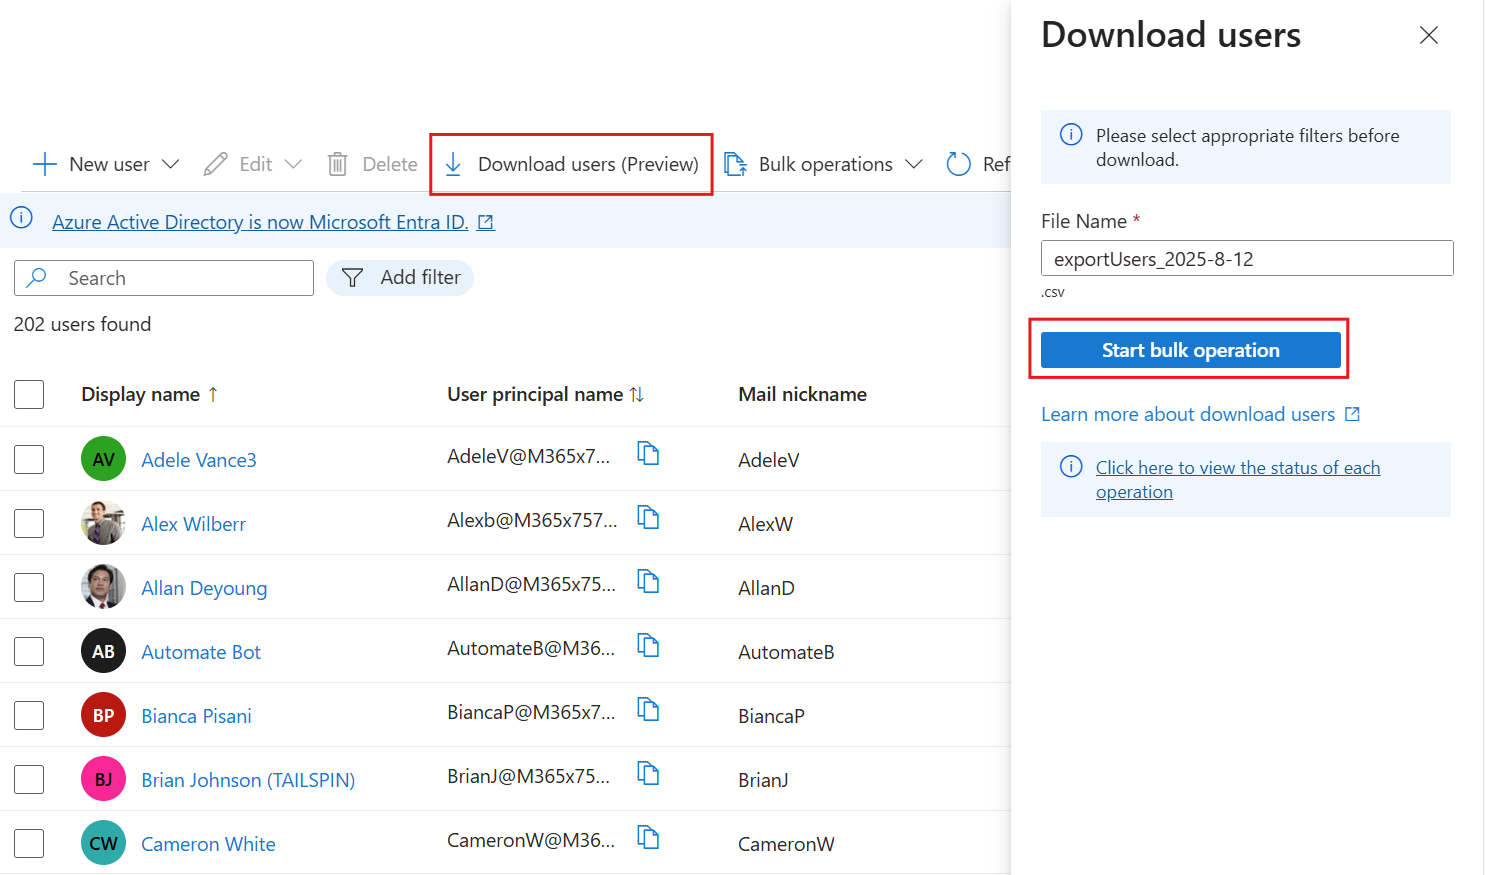 New user
Edit
Delete
Download users (Preview)
Bulk operations
Ref
Azure Active Directory is now Microsoft Entra ID.
Search
Add filter
202 users found
Display name ↑
User principal name ↑↓
Mail nickname
AV
Adele Vance3
AdeleV@M365x7...
AdeleV
Alex Wilberr
Alexb@M365x757...
AlexW
Allan Deyoung
AllanD@M365x75...
AllanD
AB
Automate Bot
AutomateB@M36...
AutomateB
BP
Bianca Pisani
BiancaP@M365x7...
BiancaP
BJ
Brian Johnson (TAILSPIN)
BrianJ@M365x75...
BrianJ
CW
Cameron White
CameronW@M36...
CameronW
Download users
Please select appropriate filters before
download.
File Name *
exportUsers_2025-8-12
.csv
Start bulk operation
Learn more about download users
Click here to view the status of each
operation